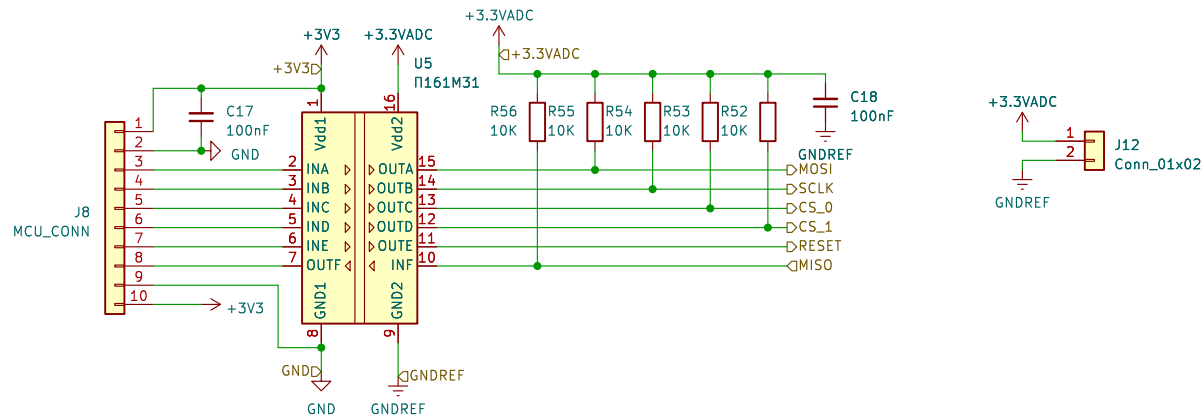 +3.3VADC
+3V3
+3.3VADC
+3V3
+3.3VADC
U5
П161М31
C17
100nF
GND
1
Vdd1
16
Vdd2
R56
10K
R55
10K
R54
10K
R53
10K
R52
10K
C18
100nF
GNDREF
+3.3VADC
1
2
J12
Conn_01x02
GNDREF
J8
MCU_CONN
1
2
3
4
5
6
7
8
9
10
+3V3
2 INA OUTA 15 MOSI
3 INB OUTB 14 SCLK
4 INC OUTC 13 CS_0
5 IND OUTD 12 CS_1
6 INE OUTE 11 RESET
7 OUTF INF 10 MISO
GND1
8
GND2
9
GND
GNDREF
GND
GNDREF